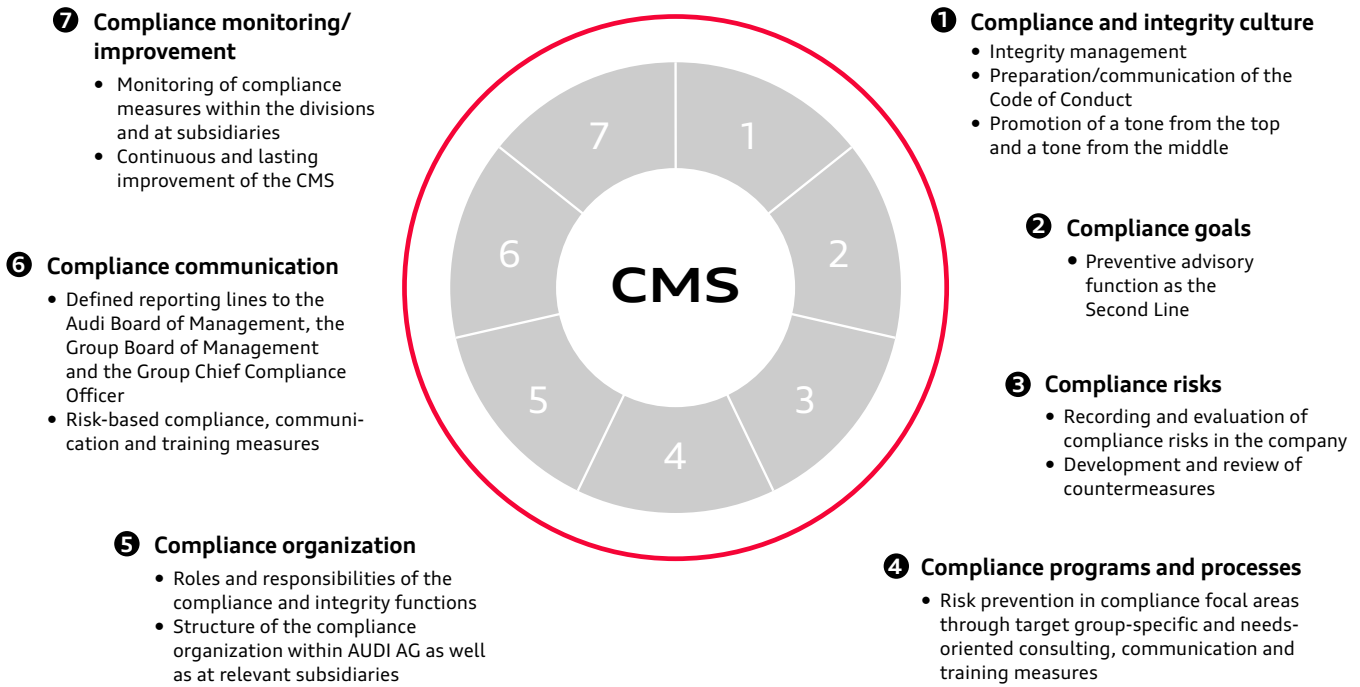 ❶ Compliance and integrity culture
• Integrity management
• Preparation/communication of the
Code of Conduct
• Promotion of a tone from the top
and a tone from the middle
❷ Compliance goals
• Preventive advisory
function as the
Second Line
❸ Compliance risks
• Recording and evaluation of
compliance risks in the company
• Development and review of
countermeasures
❹ Compliance programs and processes
• Risk prevention in compliance focal areas
through target group-specific and needs-
oriented consulting, communication and
training measures
❺ Compliance organization
• Roles and responsibilities of the
compliance and integrity functions
• Structure of the compliance
organization within AUDI AG as well
as at relevant subsidiaries
❻ Compliance communication
• Defined reporting lines to the
Audi Board of Management, the
Group Board of Management
and the Group Chief Compliance
Officer
• Risk-based compliance, communi-
cation and training measures
❼ Compliance monitoring/
improvement
• Monitoring of compliance
measures within the divisions
and at subsidiaries
• Continuous and lasting
improvement of the CMS
CMS
1
2
3
4
5
6
7